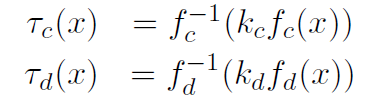 τ_c(x) = f_c^{-1}(k_c f_c(x))
τ_d(x) = f_d^{-1}(k_d f_d(x))